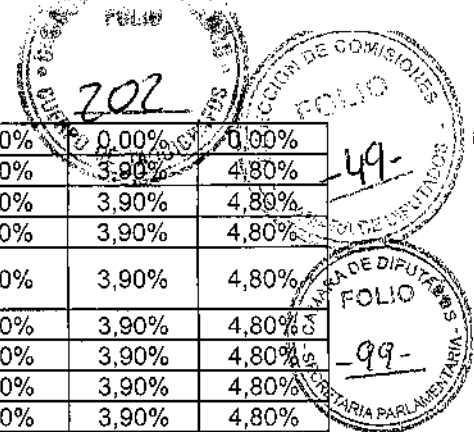 FOLIO
202
DE COMISIONES
FOLIO
-49-
DE DIPUTADOS
CAMARA DE DIPUTADOS
FOLIO
-99-
SECRETARIA PARLAMENTARIA
0% 0,00% 0,00%
0% 3,90% 4,80%
0% 3,90% 4,80%
0% 3,90% 4,80%
0% 3,90% 4,80%
0% 3,90% 4,80%
0% 3,90% 4,80%
0% 3,90% 4,80%
0% 3,90% 4,80%